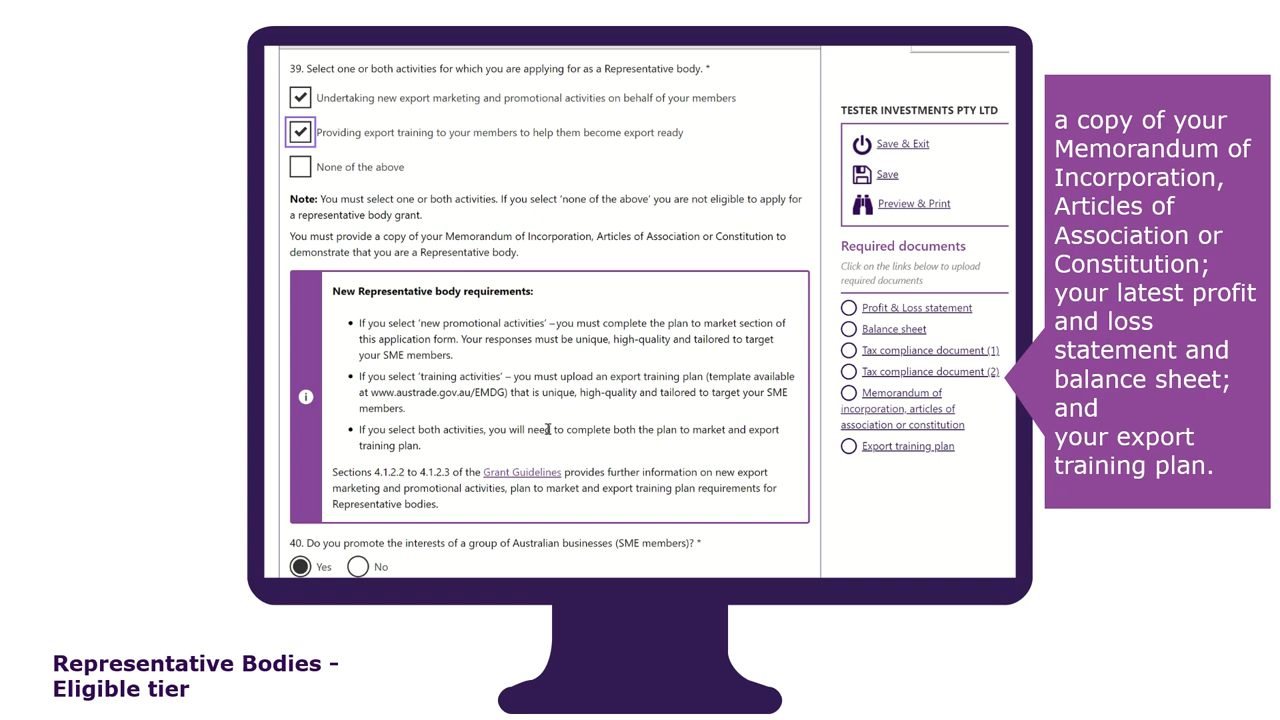 39. Select one or both activities for which you are applying for as a Representative body. *
Undertaking new export marketing and promotional activities on behalf of your members
Providing export training to your members to help them become export ready
None of the above
Note: You must select one or both activities. If you select 'none of the above' you are not eligible to apply for
a representative body grant.
You must provide a copy of your Memorandum of Incorporation, Articles of Association or Constitution to
demonstrate that you are a Representative body.
New Representative body requirements:
• If you select 'new promotional activities' –you must complete the plan to market section of
this application form. Your responses must be unique, high-quality and tailored to target
your SME members.
• If you select 'training activities' – you must upload an export training plan (template available
at www.austrade.gov.au/EMDG) that is unique, high-quality and tailored to target your SME
members.
• If you select both activities, you will need to complete both the plan to market and export
training plan.
Sections 4.1.2.2 to 4.1.2.3 of the Grant Guidelines provides further information on new export
marketing and promotional activities, plan to market and export training plan requirements for
Representative bodies.
40. Do you promote the interests of a group of Australian businesses (SME members)? *
Yes No
TESTER INVESTMENTS PTY LTD
Save & Exit
Save
Preview & Print
Required documents
Click on the links below to upload
required documents
Profit & Loss statement
Balance sheet
Tax compliance document (1)
Tax compliance document (2)
Memorandum of
incorporation, articles of
association or constitution
Export training plan
a copy of your
Memorandum of
Incorporation,
Articles of
Association or
Constitution;
your latest profit
and loss
statement and
balance sheet;
and
your export
training plan.
Representative Bodies -
Eligible tier